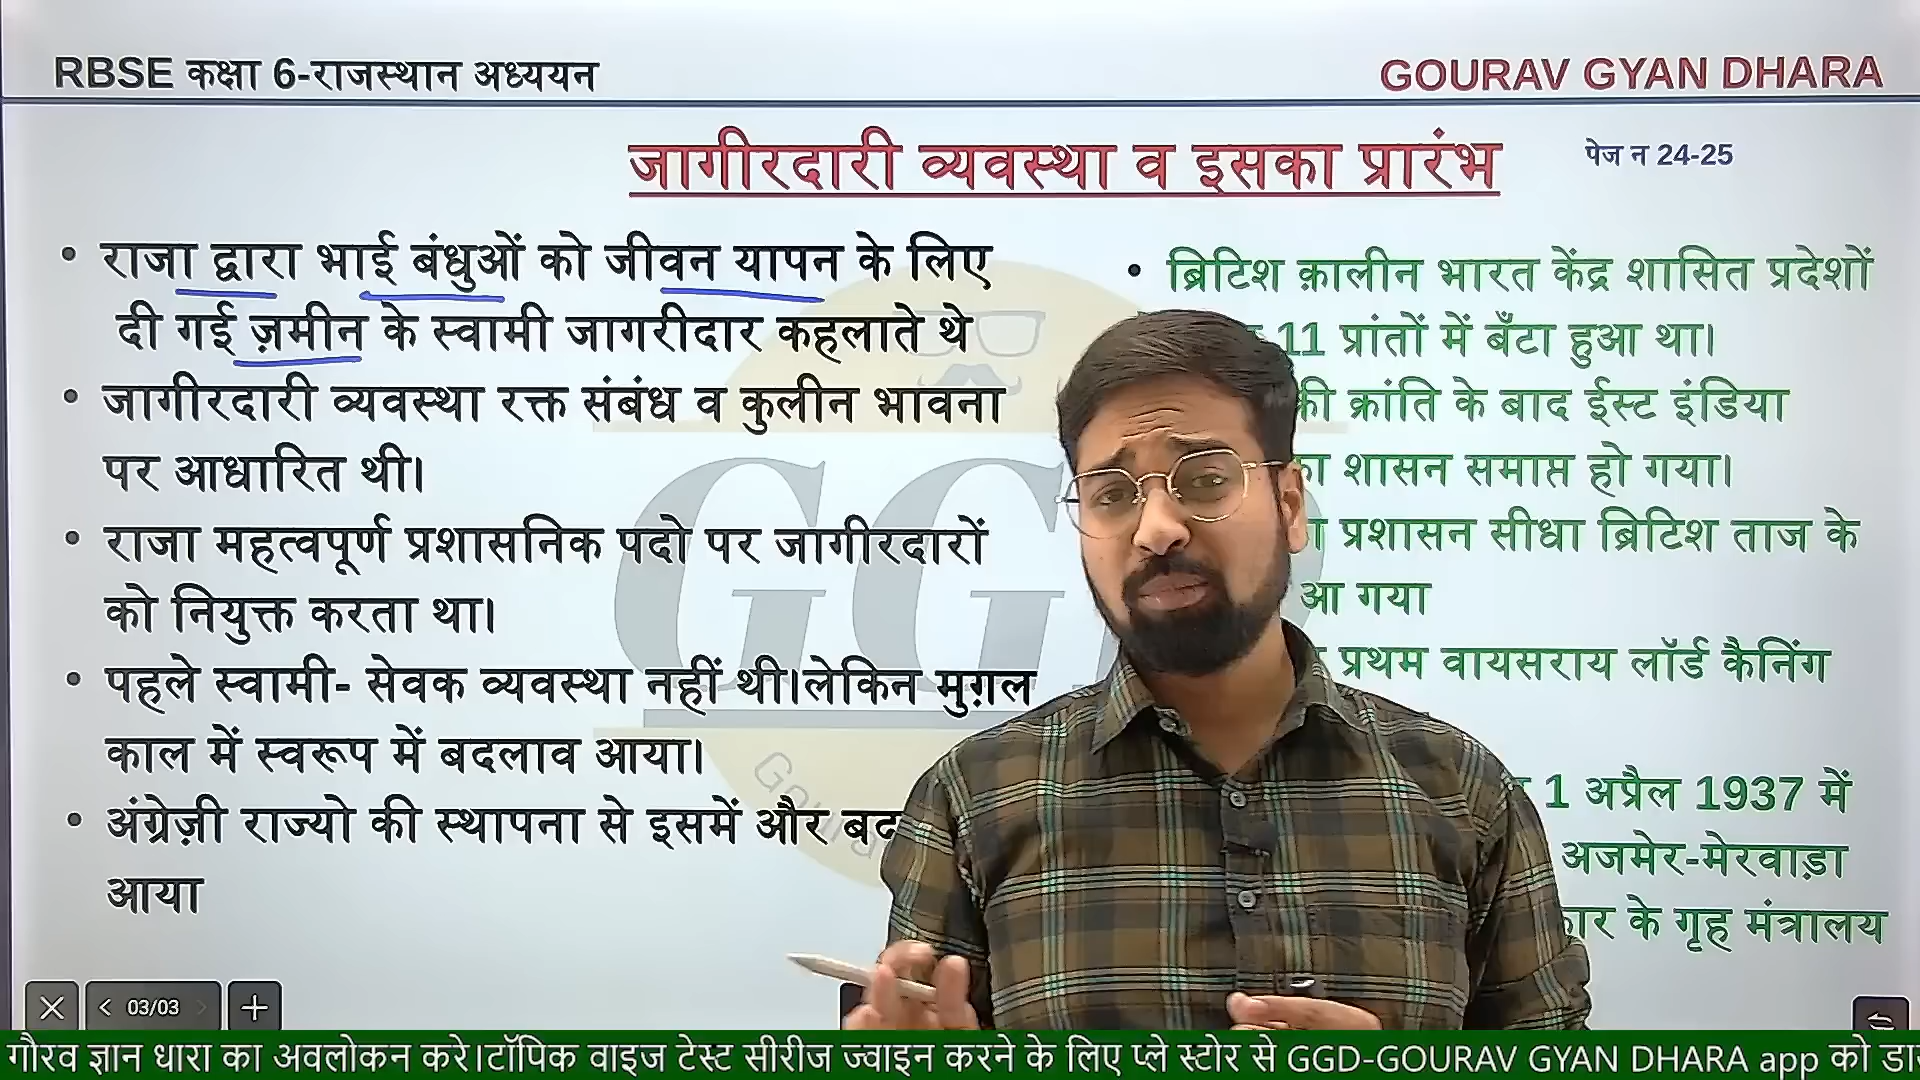 RBSE कक्षा 6-राजस्थान अध्ययन
GOURAV GYAN DHARA
जागीरदारी व्यवस्था व इसका प्रारंभ
पेज न 24-25
• राजा द्वारा भाई बंधुओं को जीवन यापन के लिए
दी गई ज़मीन के स्वामी जागरीदार कहलाते थे
• जागीरदारी व्यवस्था रक्त संबंध व कुलीन भावना
पर आधारित थी।
• राजा महत्वपूर्ण प्रशासनिक पदो पर जागीरदारों
को नियुक्त करता था।
• पहले स्वामी- सेवक व्यवस्था नहीं थी।लेकिन मुग़ल
काल में स्वरूप में बदलाव आया।
• अंग्रेज़ी राज्यो की स्थापना से इसमें और
आया
• ब्रिटिश क़ालीन भारत केंद्र शासित प्रदेशों
11 प्रांतों में बँटा हुआ था।
की क्रांति के बाद ईस्ट इंडिया
शासन समाप्त हो गया।
प्रशासन सीधा ब्रिटिश ताज के
आ गया
प्रथम वायसराय लॉर्ड कैनिंग
1 अप्रैल 1937 में
अजमेर-मेरवाड़ा
के गृह मंत्रालय
GG
03/03
गौरव ज्ञान धारा का अवलोकन करे।टॉपिक वाइज टेस्ट सीरीज ज्वाइन करने के लिए प्ले स्टोर से GGD-GOURAV GYAN DHARA app को